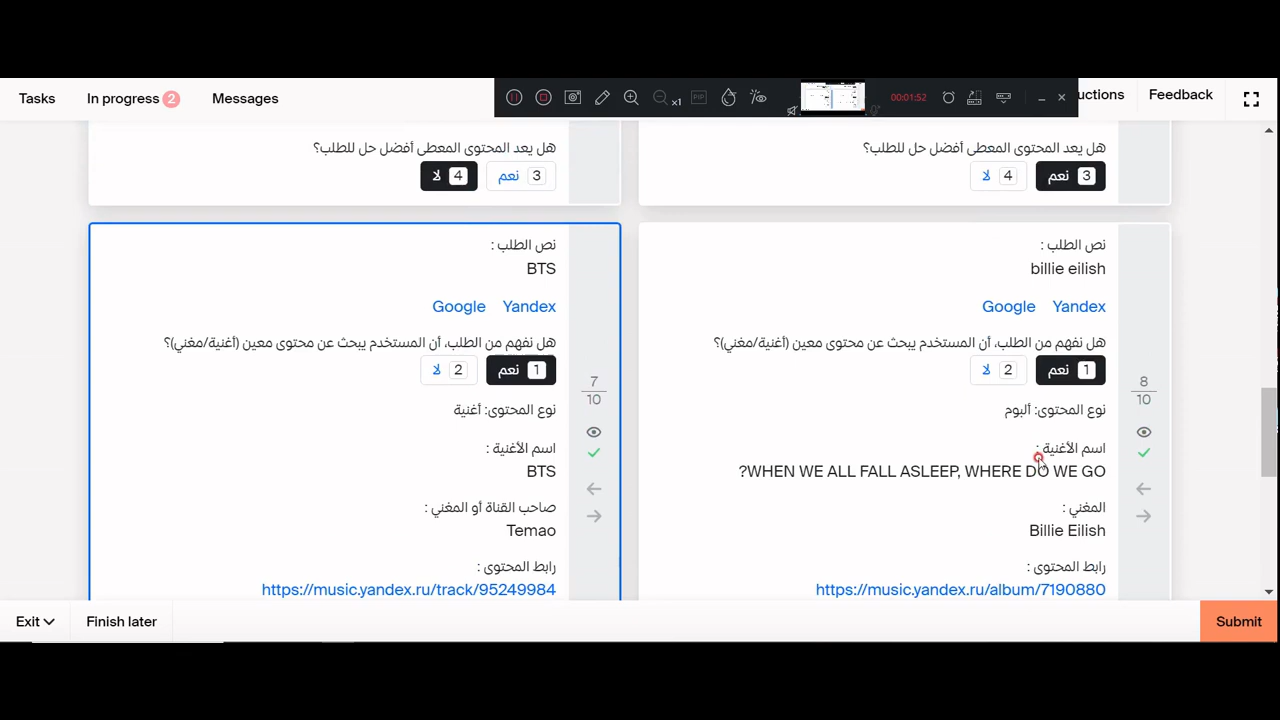 Tasks
In progress 2
Messages
x1
PIP
00:01:52
uctions
Feedback
هل يعد المحتوى المعطى أفضل حل للطلب؟
3 نعم
4 لا
هل يعد المحتوى المعطى أفضل حل للطلب؟
3 نعم
4 لا
نص الطلب :
billie eilish
Google Yandex
هل نفهم من الطلب، أن المستخدم يبحث عن محتوى معين (أغنية/مغني)؟
1 نعم
2 لا
نوع المحتوى: ألبوم
اسم الأغنية :
?WHEN WE ALL FALL ASLEEP, WHERE DO WE GO
المغني :
Billie Eilish
رابط المحتوى :
https://music.yandex.ru/album/7190880
8
10
نص الطلب :
BTS
Google Yandex
هل نفهم من الطلب، أن المستخدم يبحث عن محتوى معين (أغنية/مغني)؟
1 نعم
2 لا
نوع المحتوى: أغنية
اسم الأغنية :
BTS
صاحب القناة أو المغني :
Temao
رابط المحتوى :
https://music.yandex.ru/track/95249984
7
10
Exit
Finish later
Submit